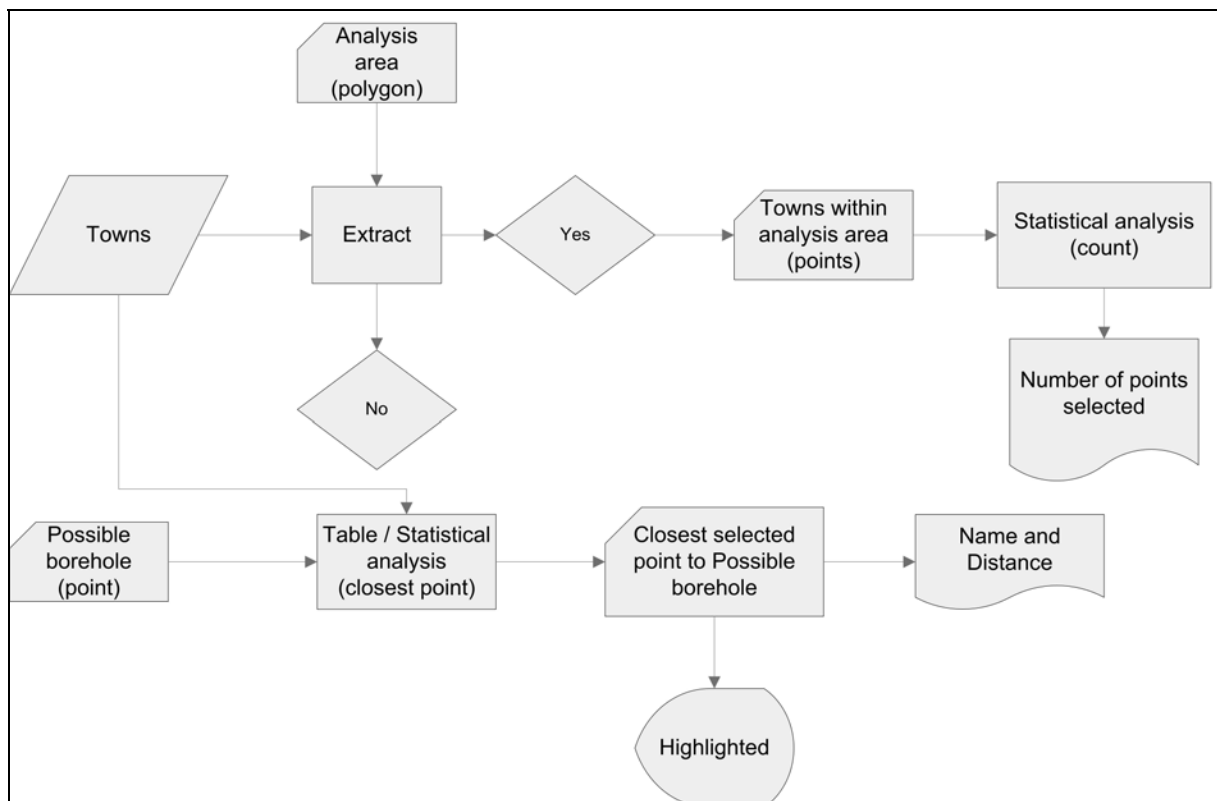 Analysis
area
(polygon)
Towns
Extract
Yes
Towns within
analysis area
(points)
Statistical analysis
(count)
No
Number of points
selected
Possible
borehole
(point)
Table / Statistical
analysis
(closest point)
Closest selected
point to Possible
borehole
Name and
Distance
Highlighted